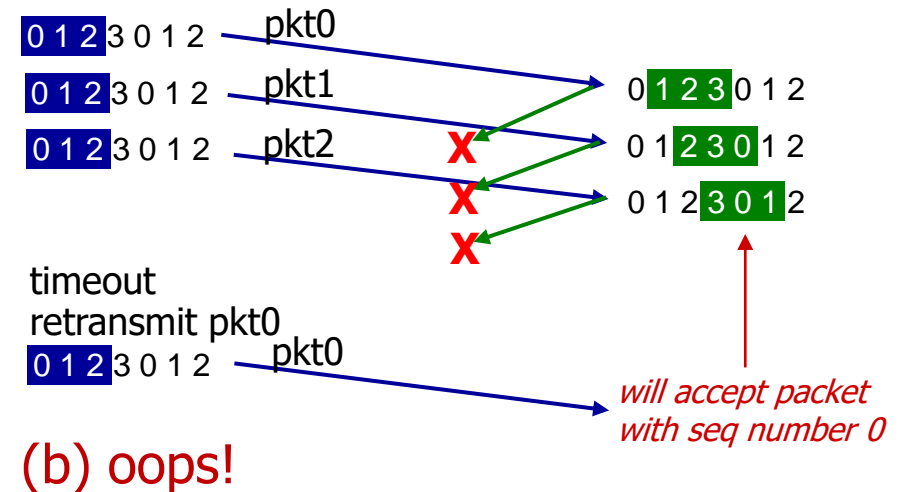 0 1 2 3 0 1 2 pkt0
0 1 2 3 0 1 2
0 1 2 3 0 1 2 pkt1
X 0 1 2 3 0 1 2
0 1 2 3 0 1 2 pkt2
X 0 1 2 3 0 1 2
X
timeout
retransmit pkt0
0 1 2 3 0 1 2 pkt0
will accept packet
with seq number 0
(b) oops!